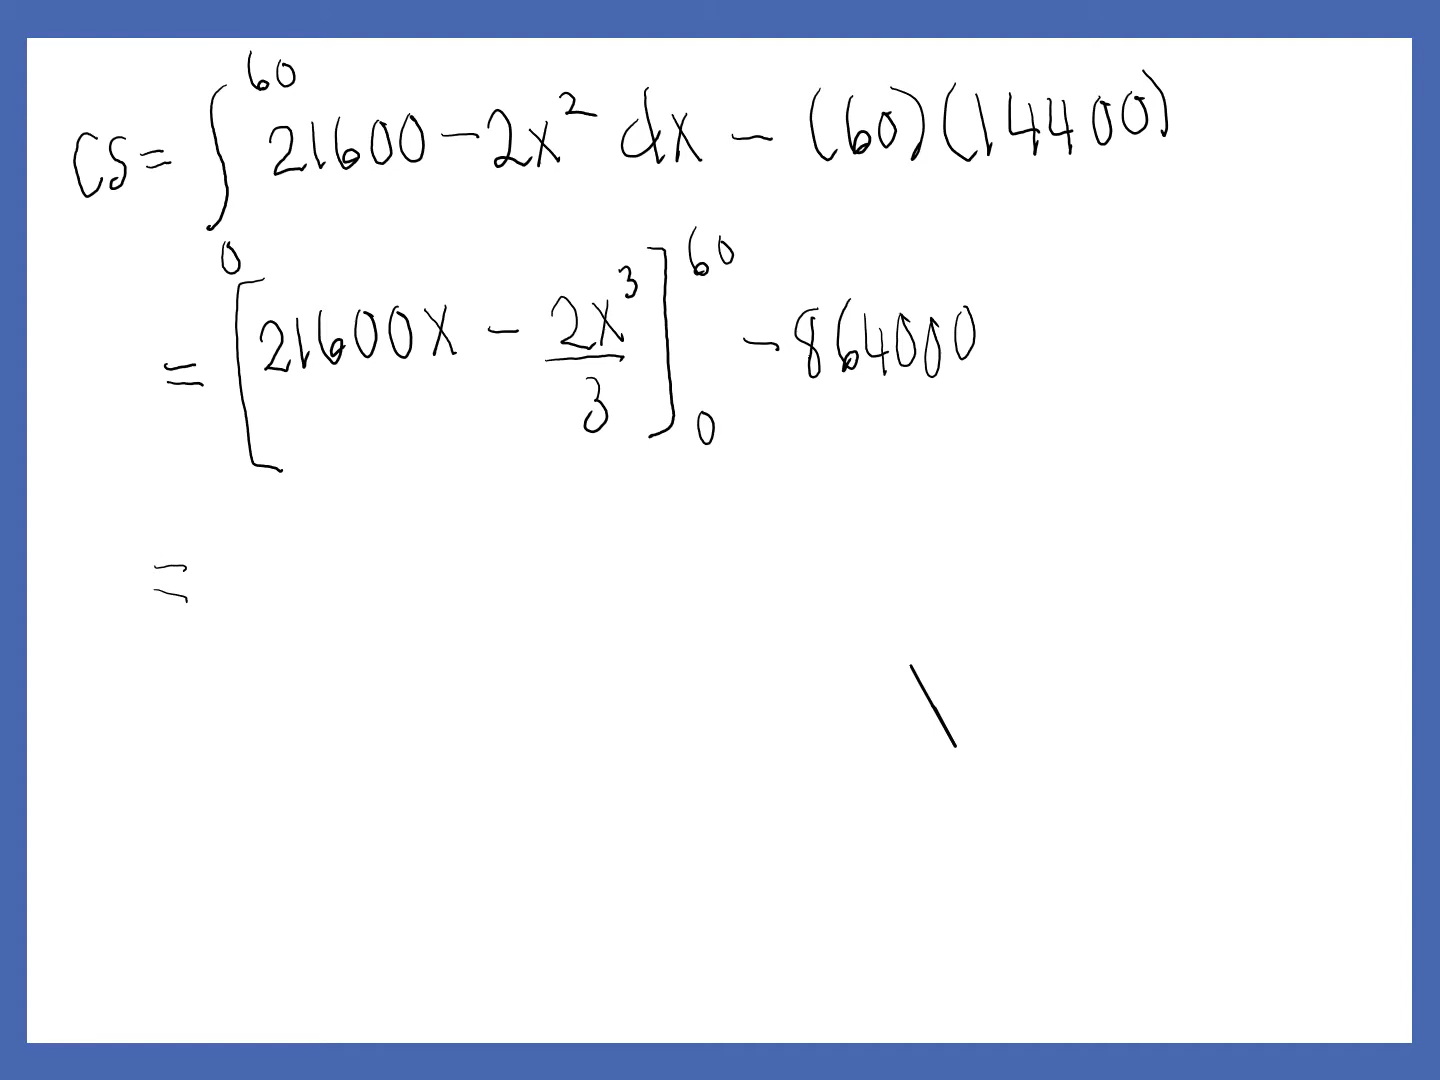 CS = ∫₀⁶⁰ 21600 - 2x² dx - (60)(14400)
= [21600x - 2x³/3]₀⁶⁰ - 864000
=